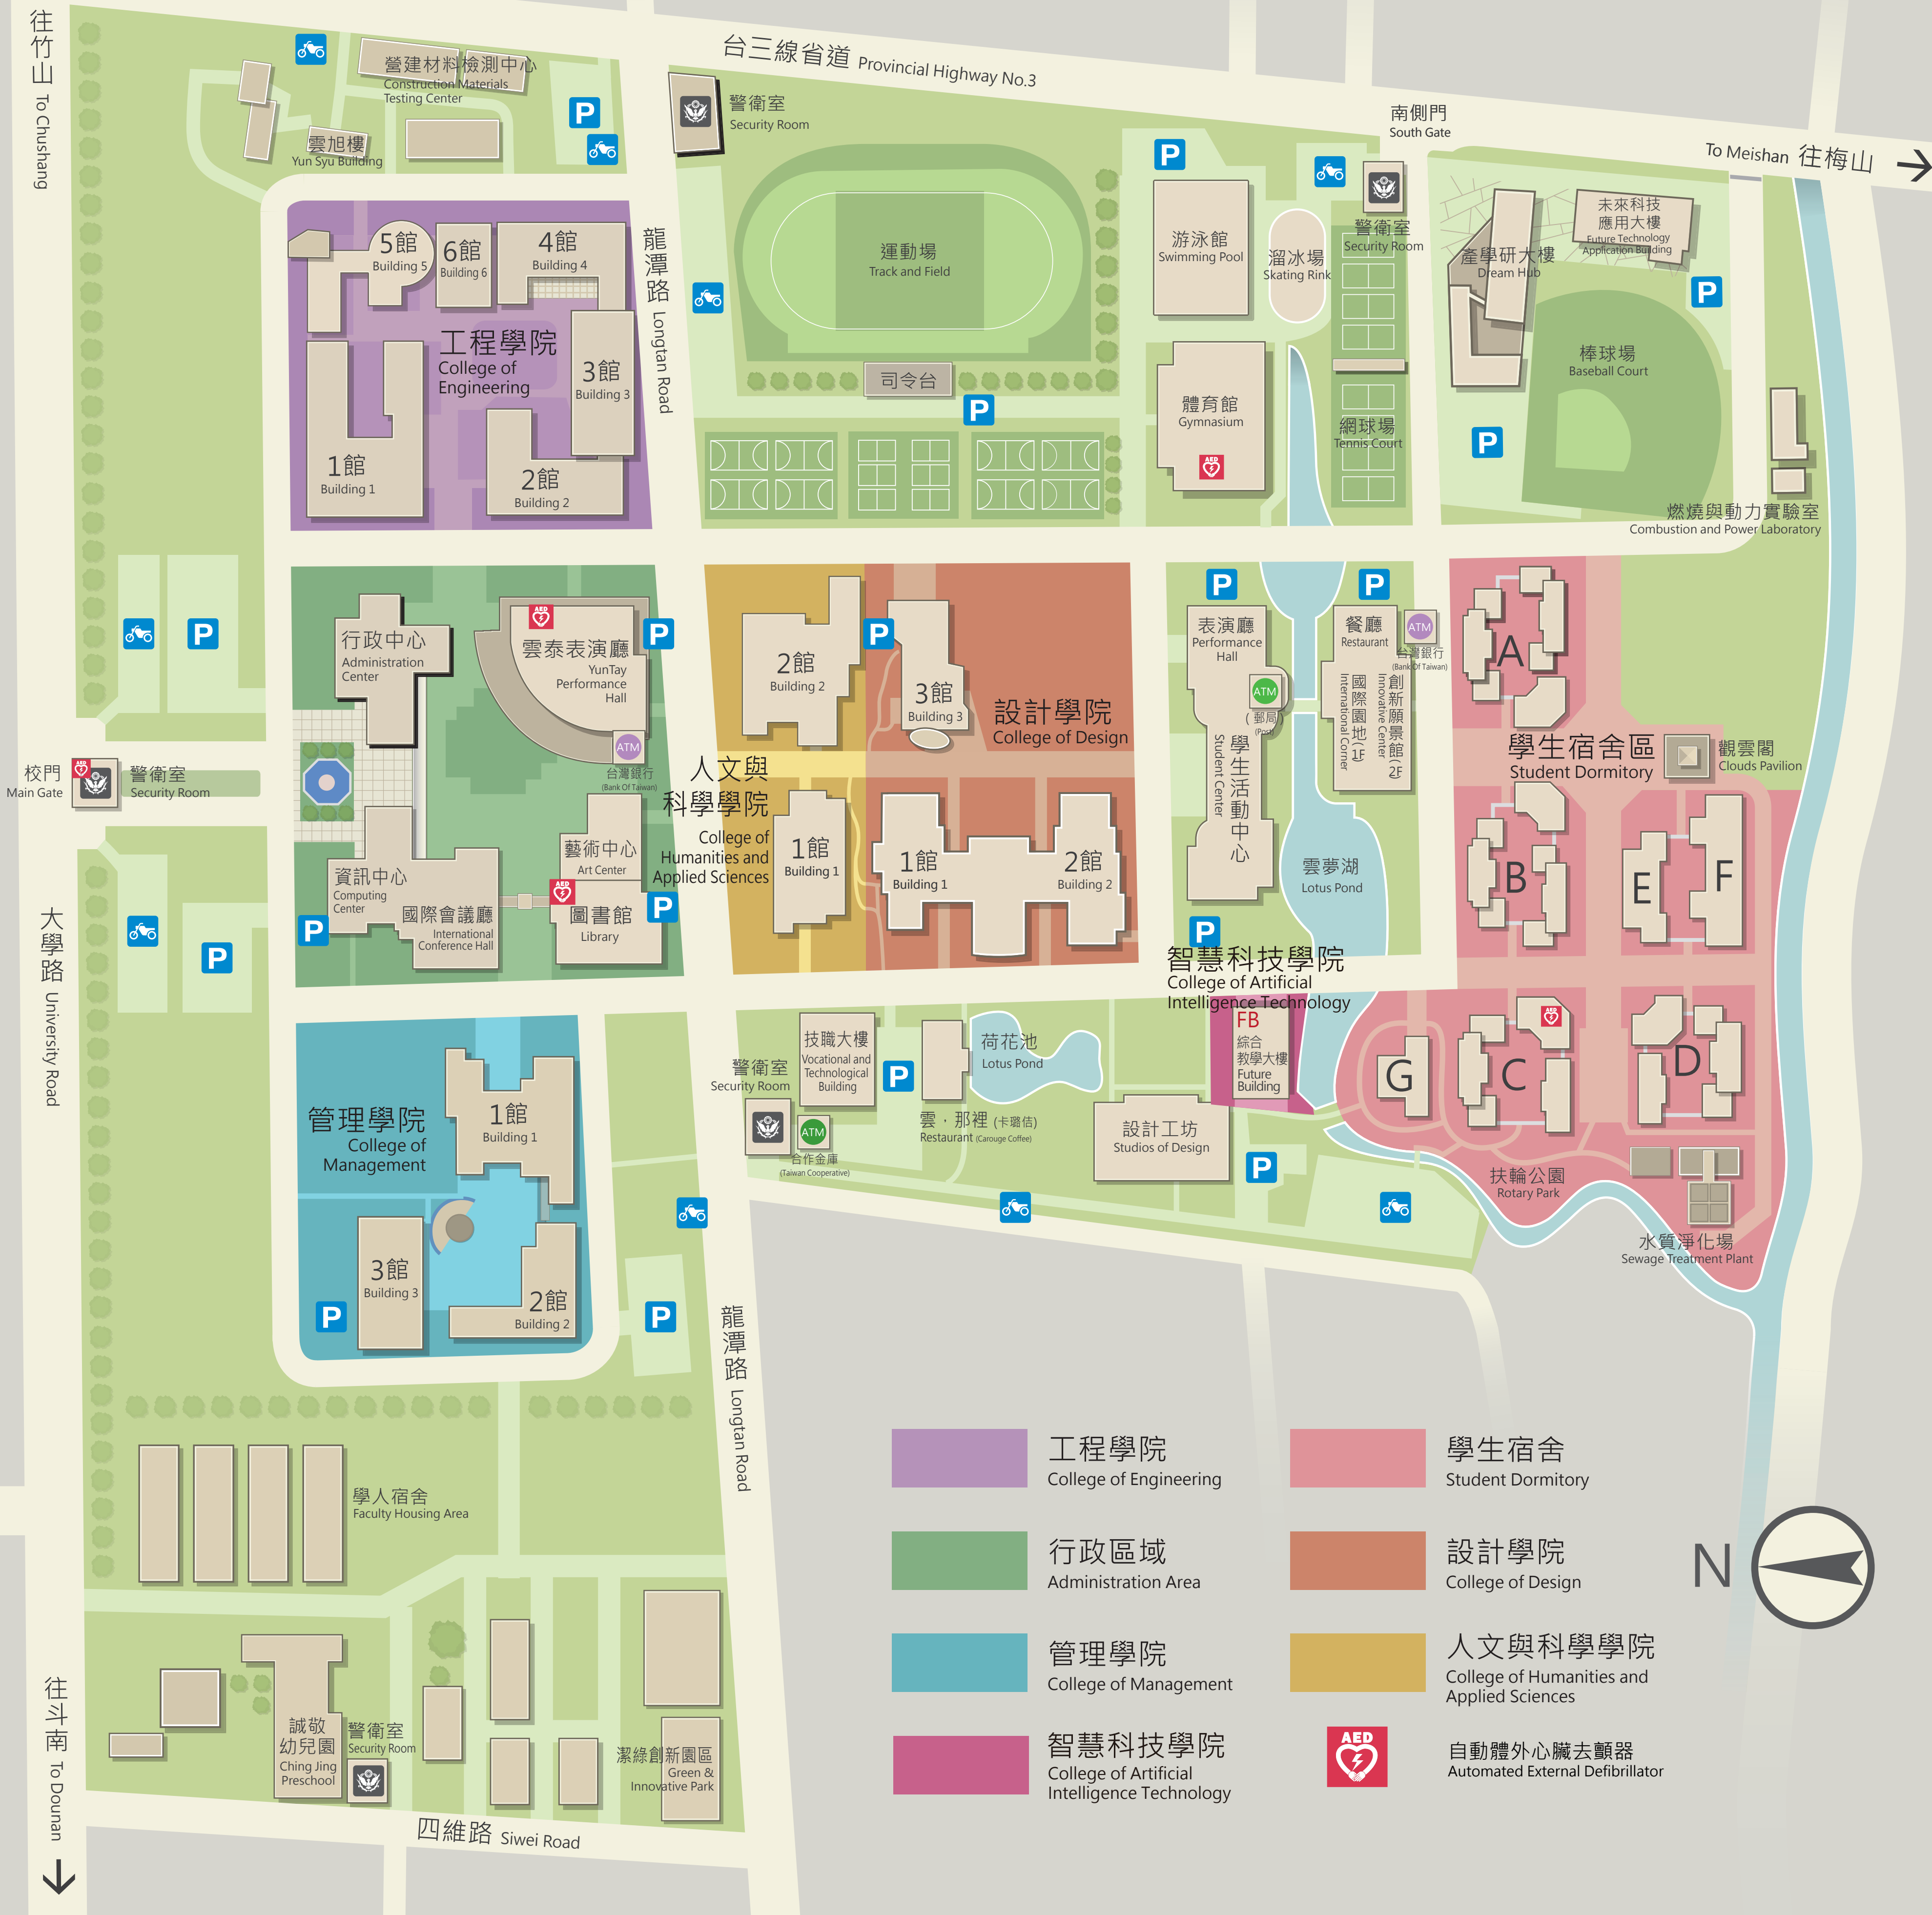 往竹山 To Chushang
台三線省道 Provincial Highway No.3
營建材料檢測中心
Construction Materials
Testing Center
雲旭樓
Yun Syu Building
警衛室
Security Room
南側門
South Gate
To Meishan 往梅山
P
P
警衛室
Security Room
未來科技
應用大樓
Future Technology
Application Building
產學研大樓
Dream Hub
P
5館
Building 5
6館
Building 6
4館
Building 4
龍潭路 Longtan Road
運動場
Track and Field
游泳館
Swimming Pool
溜冰場
Skating Rink
工程學院
College of
Engineering
3館
Building 3
司令台
P
體育館
Gymnasium
AED
網球場
Tennis Court
棒球場
Baseball Court
P
1館
Building 1
2館
Building 2
燃燒與動力實驗室
Combustion and Power Laboratory
P
行政中心
Administration
Center
AED
雲泰表演廳
YunTay
Performance
Hall
P
ATM
台灣銀行
(Bank Of Taiwan)
2館
Building 2
P
3館
Building 3
設計學院
College of Design
P
表演廳
Performance
Hall
ATM
(郵局)
(Post)
學生活動中心
Student Center
P
餐廳
Restaurant
ATM
台灣銀行
(Bank Of Taiwan)
國際園地(1F)
International Corner
創新願景館(2F)
Innovative Center
A
學生宿舍區
Student Dormitory
觀雲閣
Clouds Pavilion
校門
Main Gate
AED
警衛室
Security Room
人文與
科學學院
College of
Humanities and
Applied Sciences
1館
Building 1
1館
Building 1
2館
Building 2
雲夢湖
Lotus Pond
B
E
F
藝術中心
Art Center
資訊中心
Computing
Center
國際會議廳
International
Conference Hall
AED
圖書館
Library
P
P
P
大學路 University Road
P
智慧科技學院
College of Artificial
Intelligence Technology
FB
綜合
教學大樓
Future
Building
AED
G
C
D
技職大樓
Vocational and
Technological
Building
警衛室
Security Room
ATM
合作金庫
(Taiwan Cooperative)
P
荷花池
Lotus Pond
雲．那裡 (卡璐佶)
Restaurant (Carouge Coffee)
設計工坊
Studios of Design
P
扶輪公園
Rotary Park
水質淨化場
Sewage Treatment Plant
管理學院
College of
Management
1館
Building 1
3館
Building 3
2館
Building 2
P
P
龍潭路 Longtan Road
學人宿舍
Faculty Housing Area
誠敬
幼兒園
Ching Jing
Preschool
警衛室
Security Room
潔綠創新園區
Green &
Innovative Park
四維路 Siwei Road
往斗南 To Dounan
工程學院
College of Engineering
行政區域
Administration Area
管理學院
College of Management
智慧科技學院
College of Artificial
Intelligence Technology
學生宿舍
Student Dormitory
設計學院
College of Design
人文與科學學院
College of Humanities and
Applied Sciences
AED
自動體外心臟去顫器
Automated External Defibrillator
N